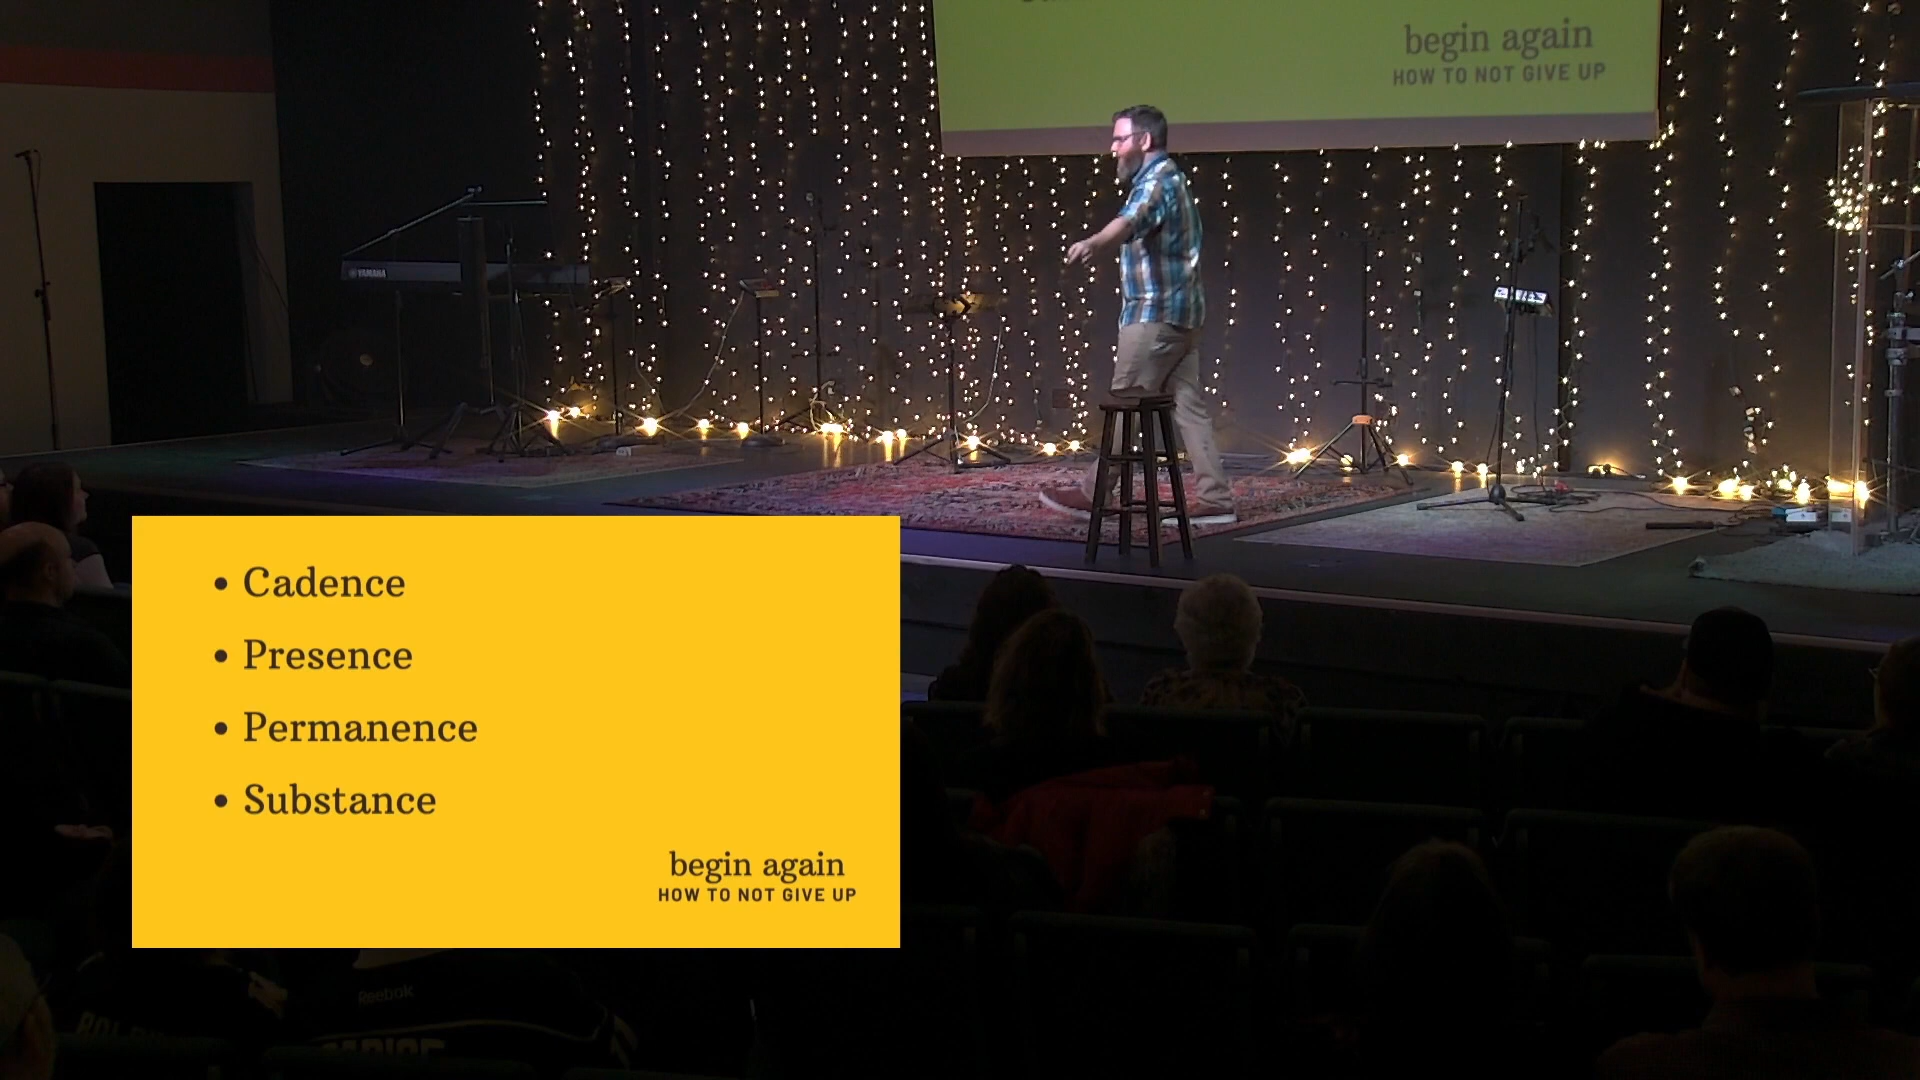 begin again
HOW TO NOT GIVE UP
YAMAHA
• Cadence
• Presence
• Permanence
• Substance
begin again
HOW TO NOT GIVE UP
Reebok